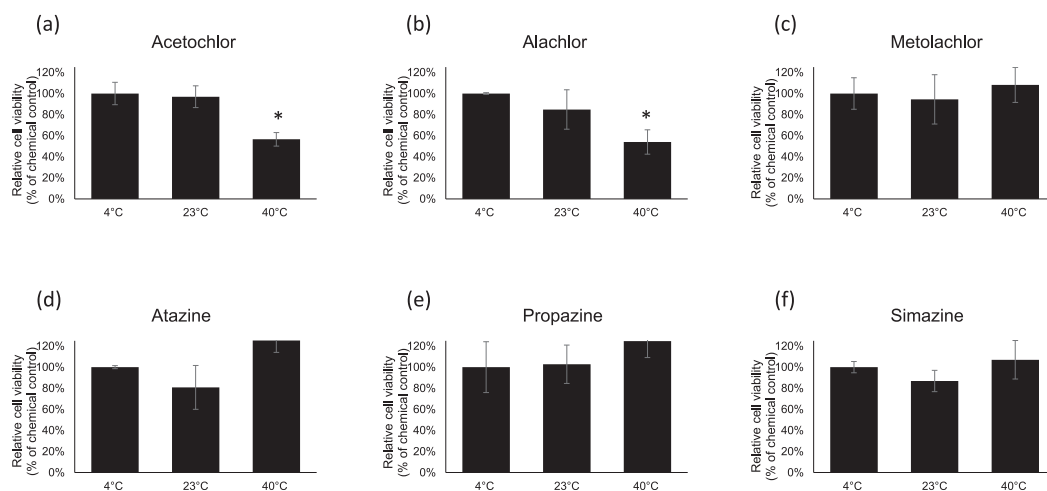 (a)
Acetochlor
Relative cell viability
(% of chemical control)
120%
100%
80%
60%
40%
20%
0%
*
4°C 23°C 40°C
(b)
Alachlor
Relative cell viability
(% of chemical control)
120%
100%
80%
60%
40%
20%
0%
*
4°C 23°C 40°C
(c)
Metolachlor
Relative cell viability
(% of chemical control)
120%
100%
80%
60%
40%
20%
0%
4°C 23°C 40°C
(d)
Atazine
Relative cell viability
(% of chemical control)
120%
100%
80%
60%
40%
20%
0%
4°C 23°C 40°C
(e)
Propazine
Relative cell viability
(% of chemical control)
120%
100%
80%
60%
40%
20%
0%
4°C 23°C 40°C
(f)
Simazine
Relative cell viability
(% of chemical control)
120%
100%
80%
60%
40%
20%
0%
4°C 23°C 40°C